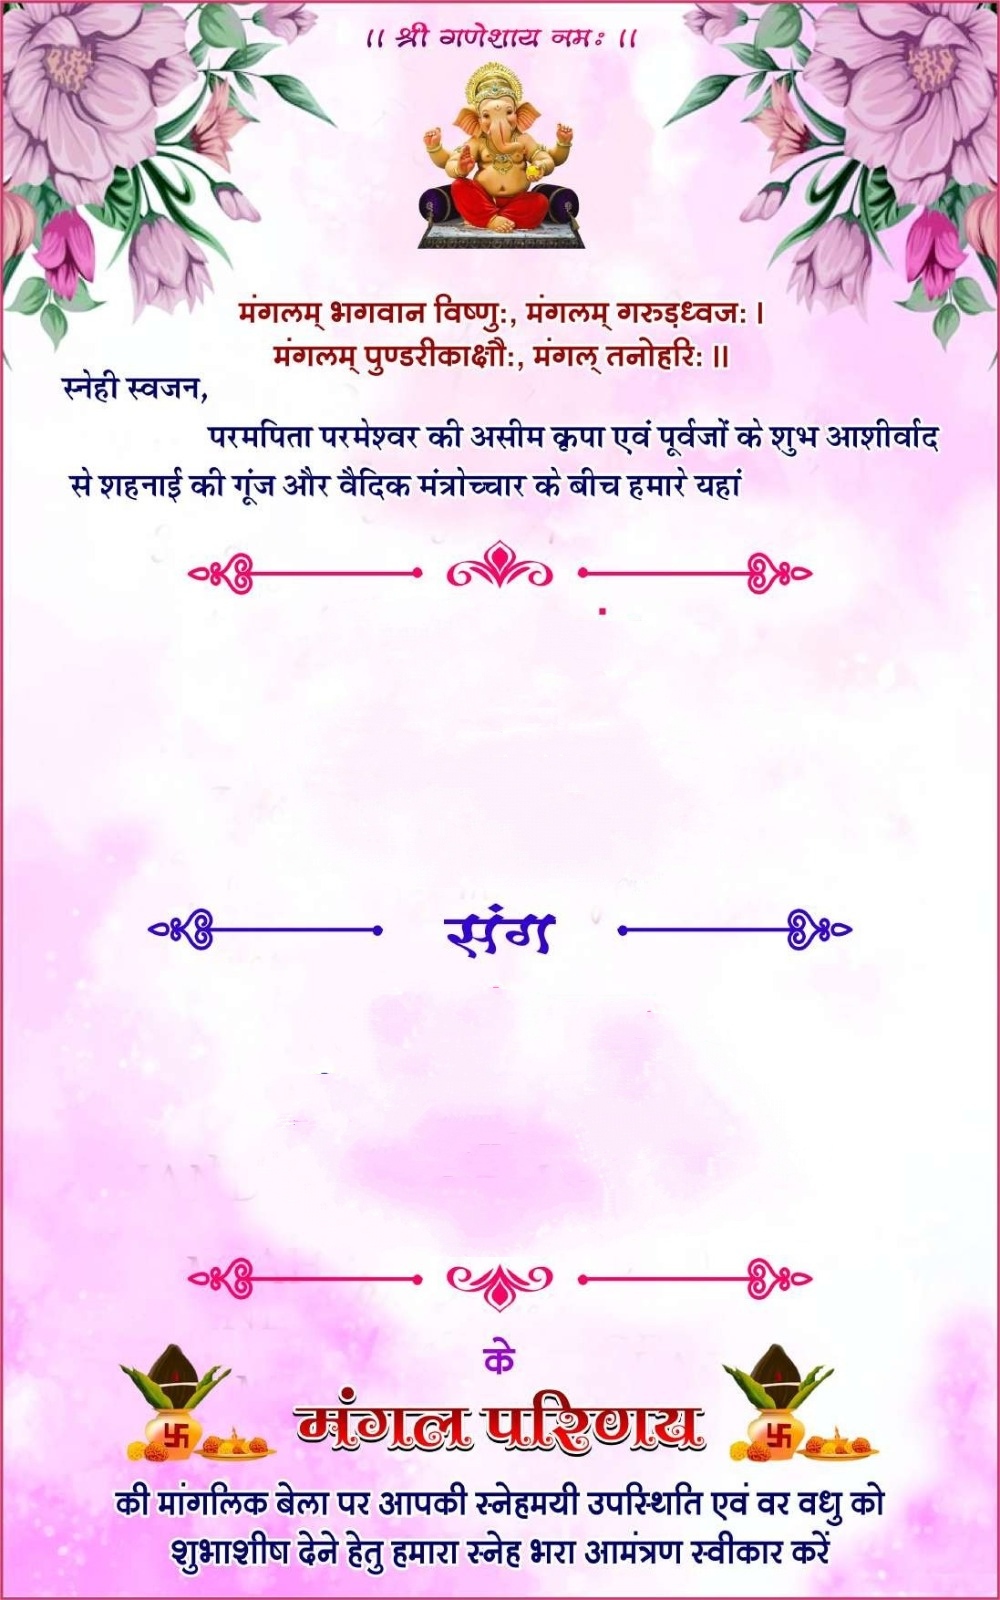 ।। श्री गणेशाय नमः ।।
मंगलम् भगवान विष्णु:, मंगलम् गरुड़ध्वज: ।
मंगलम् पुण्डरीकाक्षौ:, मंगल् तनोहरि: ॥
स्नेही स्वजन,
परमपिता परमेश्वर की असीम कृपा एवं पूर्वजों के शुभ आशीर्वाद
से शहनाई की गूंज और वैदिक मंत्रोच्चार के बीच हमारे यहां
संग
के
मंगल परिणय
की मांगलिक बेला पर आपकी स्नेहमयी उपस्थिति एवं वर वधु को
शुभाशीष देने हेतु हमारा स्नेह भरा आमंत्रण स्वीकार करें